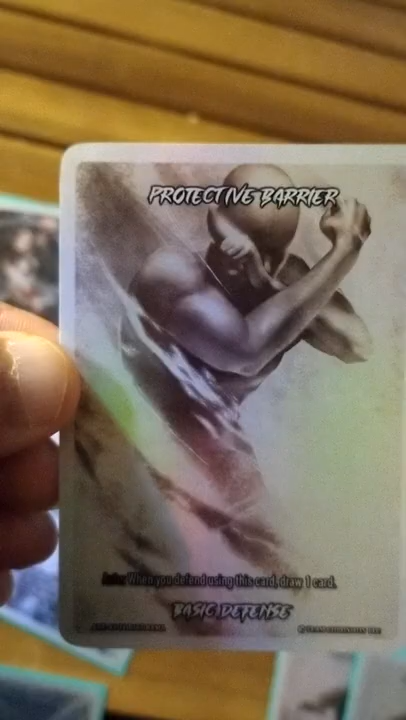 PROTECTIVE BARRIER
When you defend using this card, draw 1 card.
BASIC DEFENSE